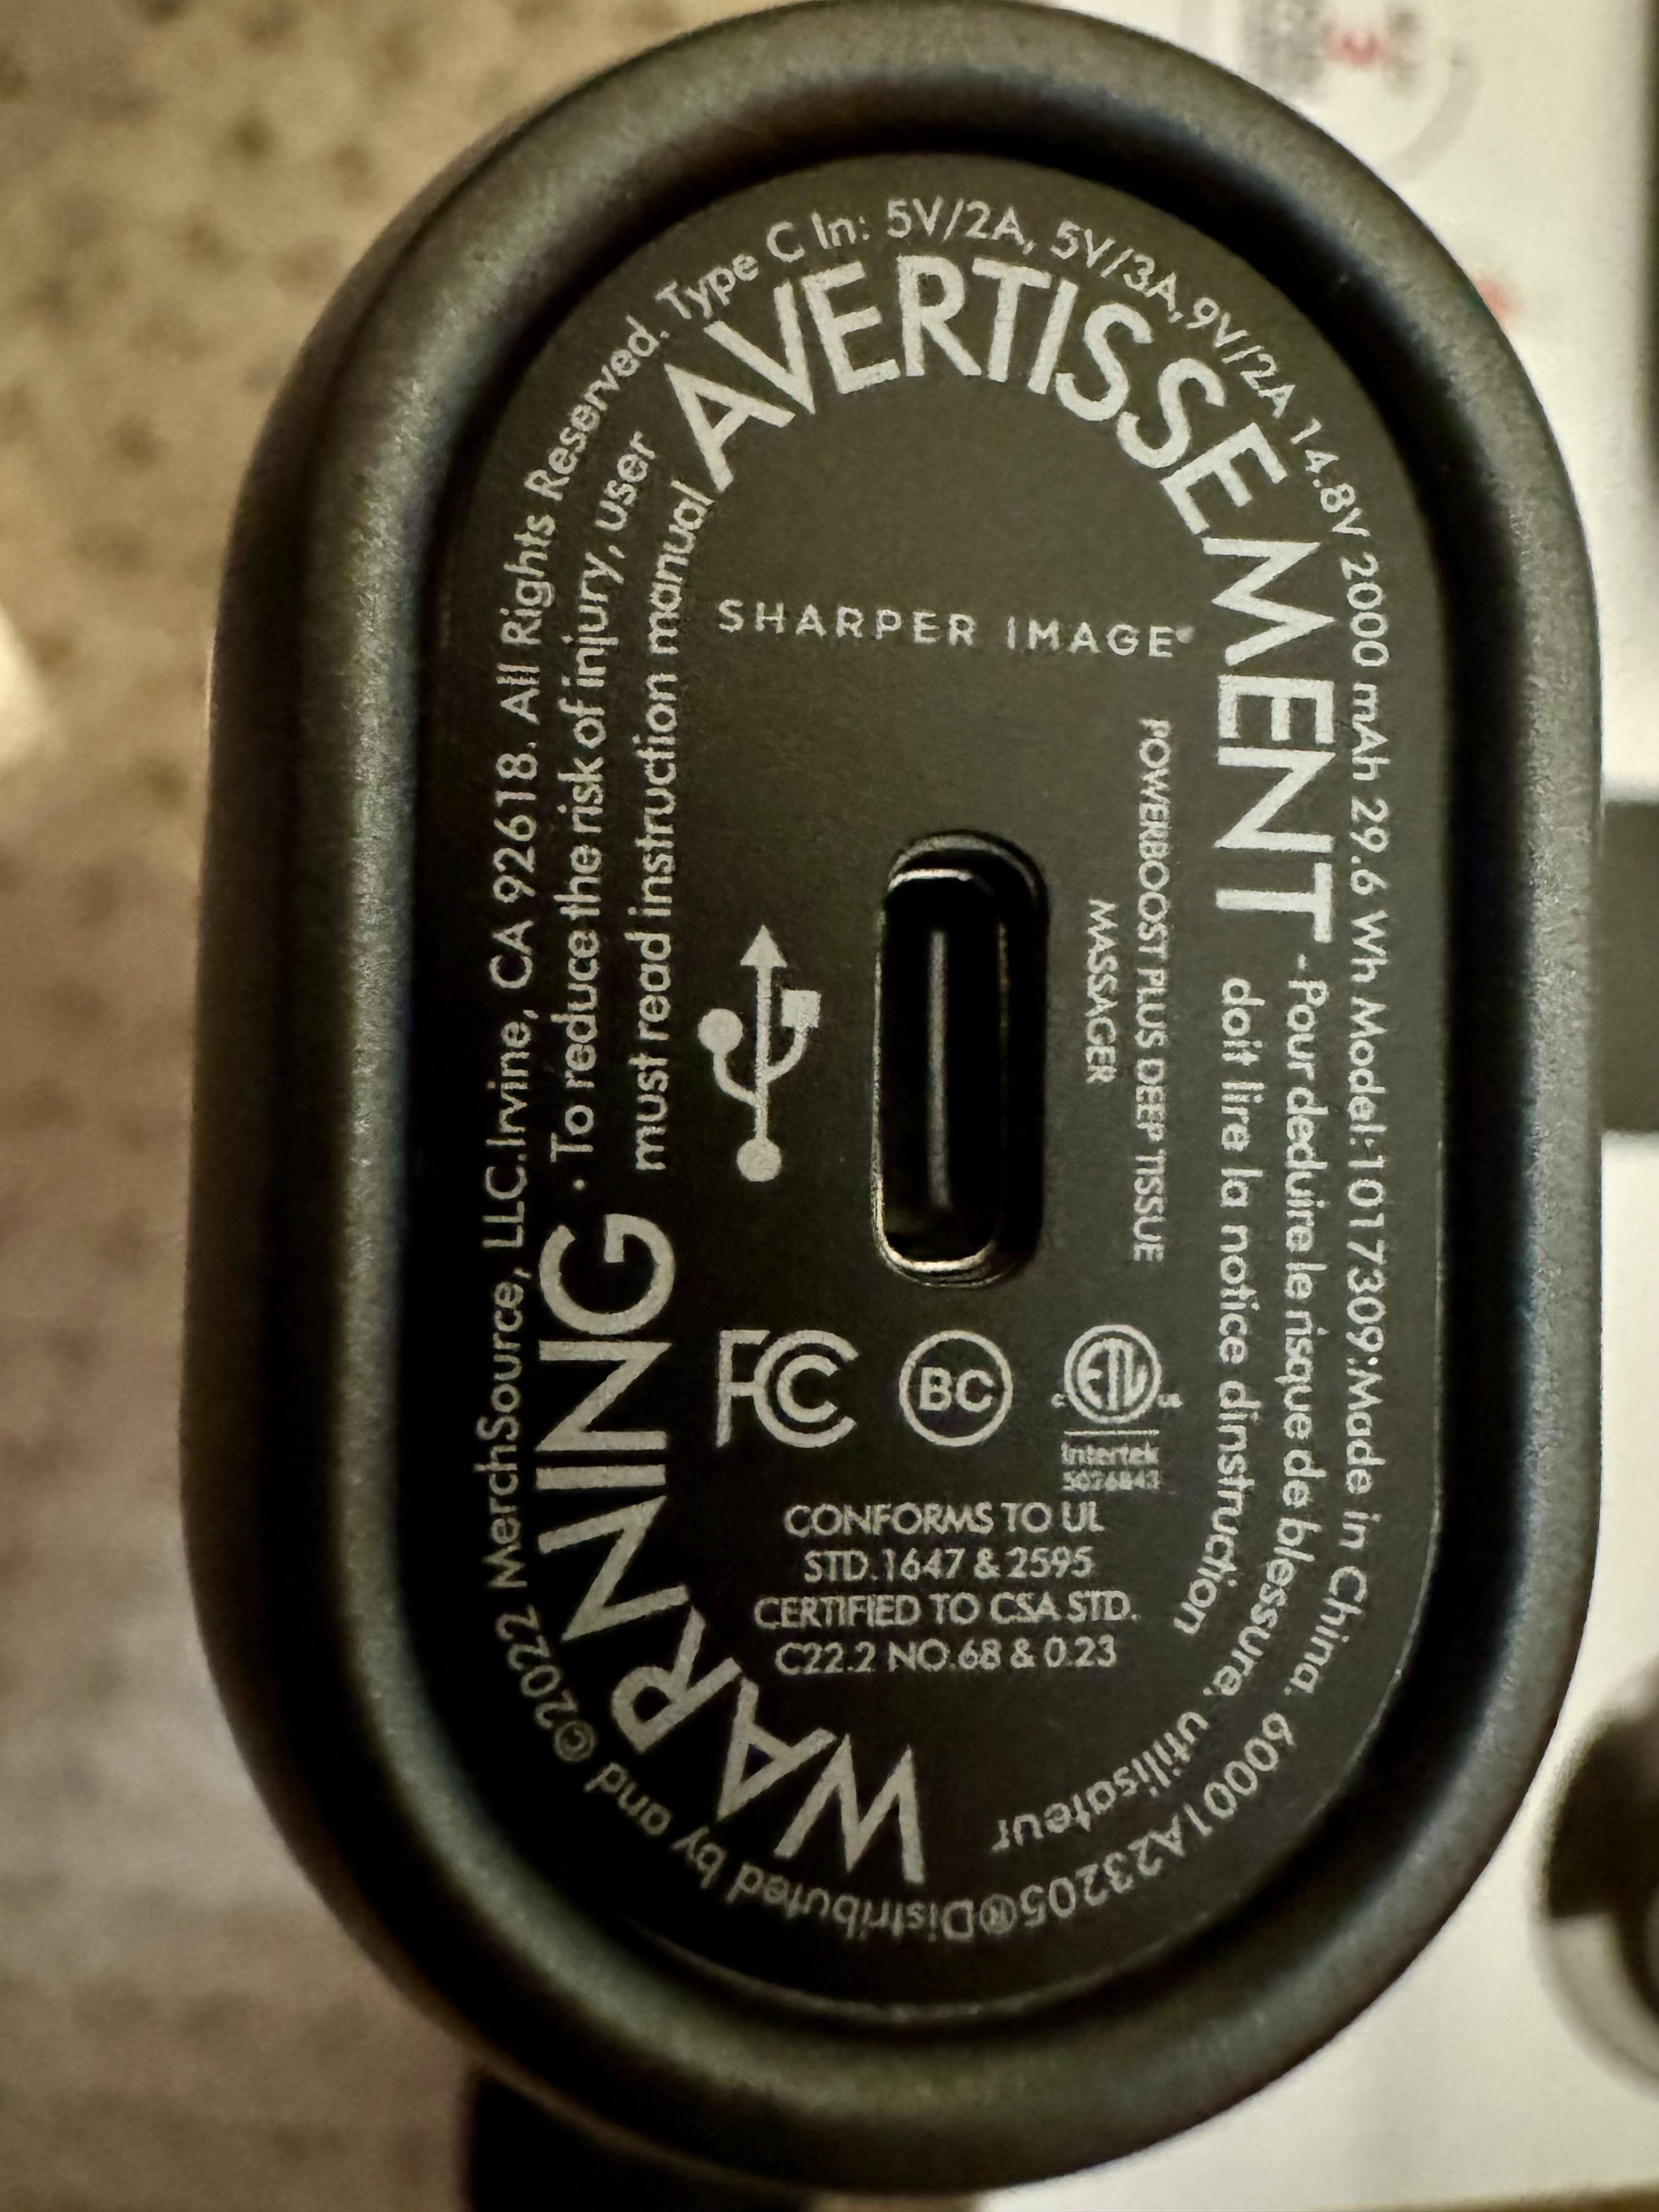 Type C In: 5V/2A, 5V/3A,9V/2A 14.8V 2000 mAh 29.6 Wh Model:1017309:Made in China. 60001A23205®Distributed by and ©2022 MerchSource, LLC.Irvine, CA 92618. All Rights Reserved.
AVERTISSEMENT
-Pour deduire le risque de blessure, utilisateur
doit lire la notice dinstruction
WARNING
· To reduce the risk of injury, user
must read instruction manual
SHARPER IMAGE®
POWERBOOST PLUS DEEP TISSUE
MASSAGER
FC
BC
c ETL us
Intertek
5026843
CONFORMS TO UL
STD.1647 & 2595
CERTIFIED TO CSA STD.
C22.2 NO.68 & 0.23